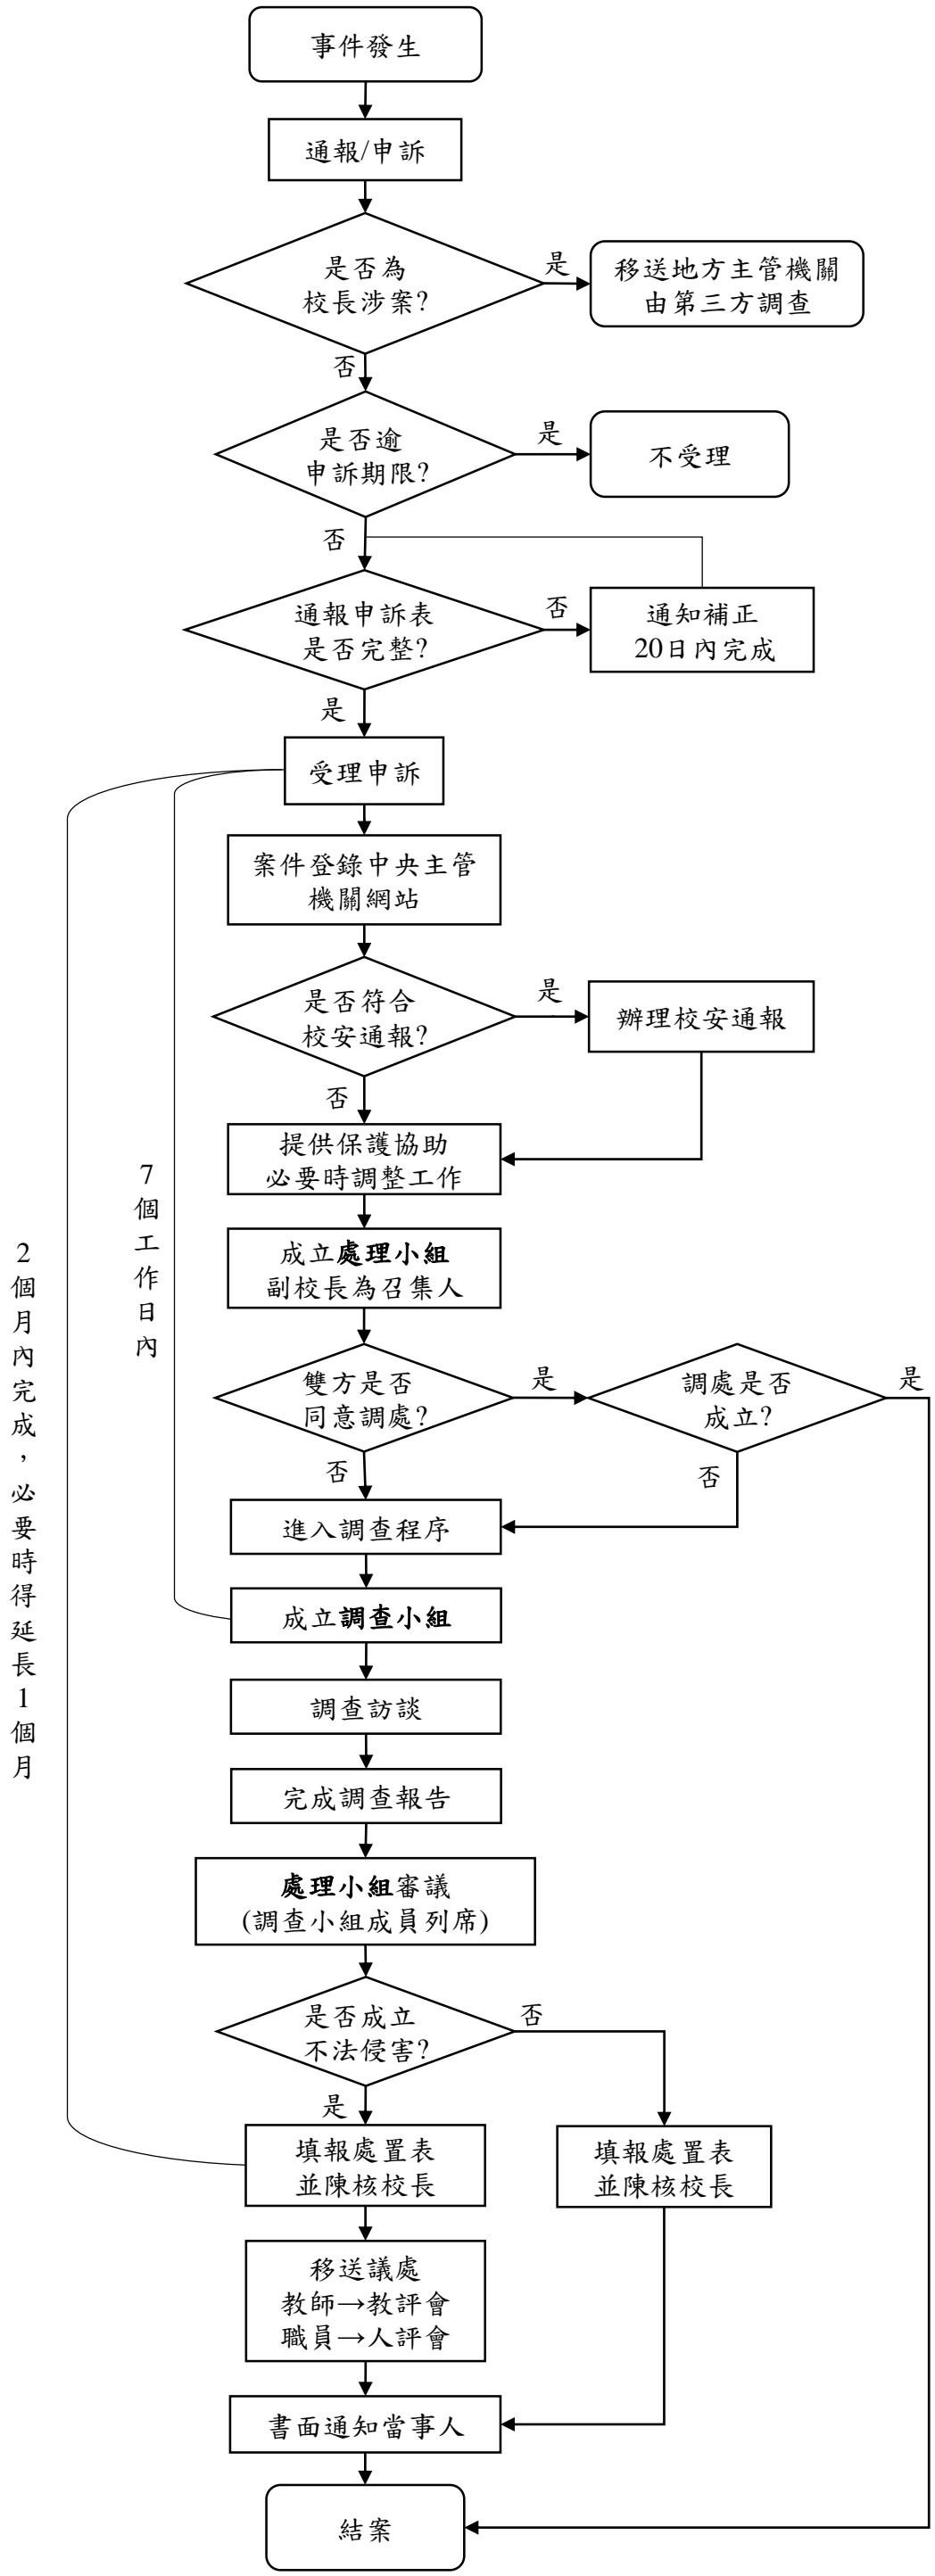 事件發生
通報/申訴
是否為
校長涉案?
是
移送地方主管機關
由第三方調查
否
是否逾
申訴期限?
是
不受理
否
通報申訴表
是否完整?
否
通知補正
20日內完成
是
受理申訴
案件登錄中央主管
機關網站
是否符合
校安通報?
是
辦理校安通報
否
提供保護協助
必要時調整工作
7個工作日內
2個月內完成，必要時得延長1個月
成立處理小組
副校長為召集人
雙方是否
同意調處?
是
調處是否
成立?
是
否
否
進入調查程序
成立調查小組
調查訪談
完成調查報告
處理小組審議
(調查小組成員列席)
是否成立
不法侵害?
否
是
填報處置表
並陳核校長
填報處置表
並陳核校長
移送議處
教師→教評會
職員→人評會
書面通知當事人
結案